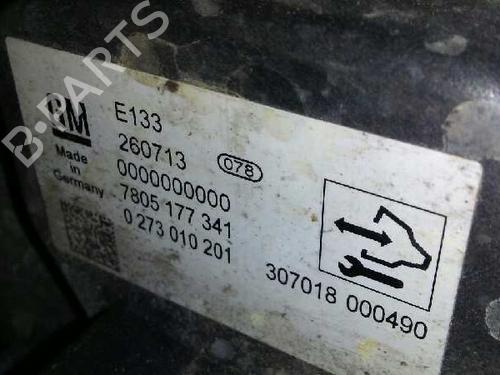 B-PARTS
GM
E133
260713 078
Made in Germany
0000000000
7805 177 341
0 273 010 201
307018 000490